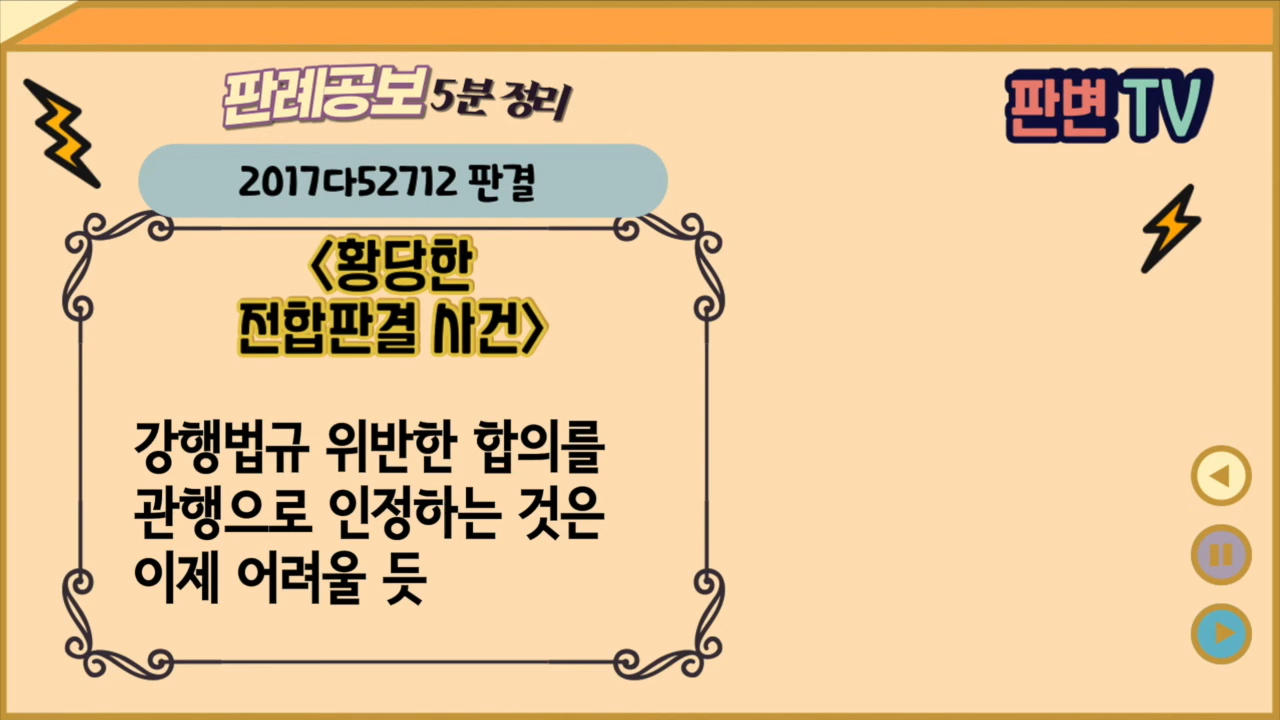 판례공보 5분 정리
판변 TV
2017다52712 판결
<황당한
전합판결 사건>
강행법규 위반한 합의를
관행으로 인정하는 것은
이제 어려울 듯